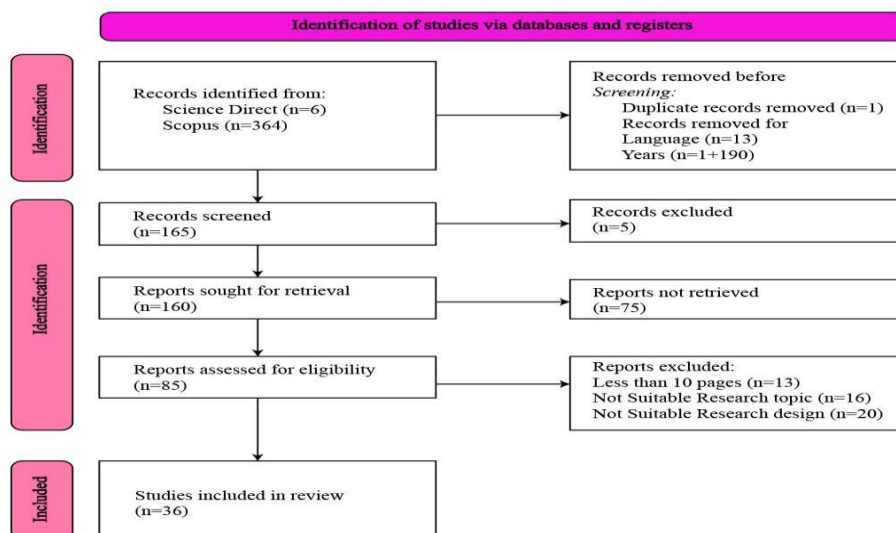 Identification of studies via databases and registers
Identification
Records identified from:
Science Direct (n=6)
Scopus (n=364)
Records removed before
Screening:
Duplicate records removed (n=1)
Records removed for
Language (n=13)
Years (n=1+190)
Identification
Records screened
(n=165)
Records excluded
(n=5)
Reports sought for retrieval
(n=160)
Reports not retrieved
(n=75)
Reports assessed for eligibility
(n=85)
Reports excluded:
Less than 10 pages (n=13)
Not Suitable Research topic (n=16)
Not Suitable Research design (n=20)
Included
Studies included in review
(n=36)